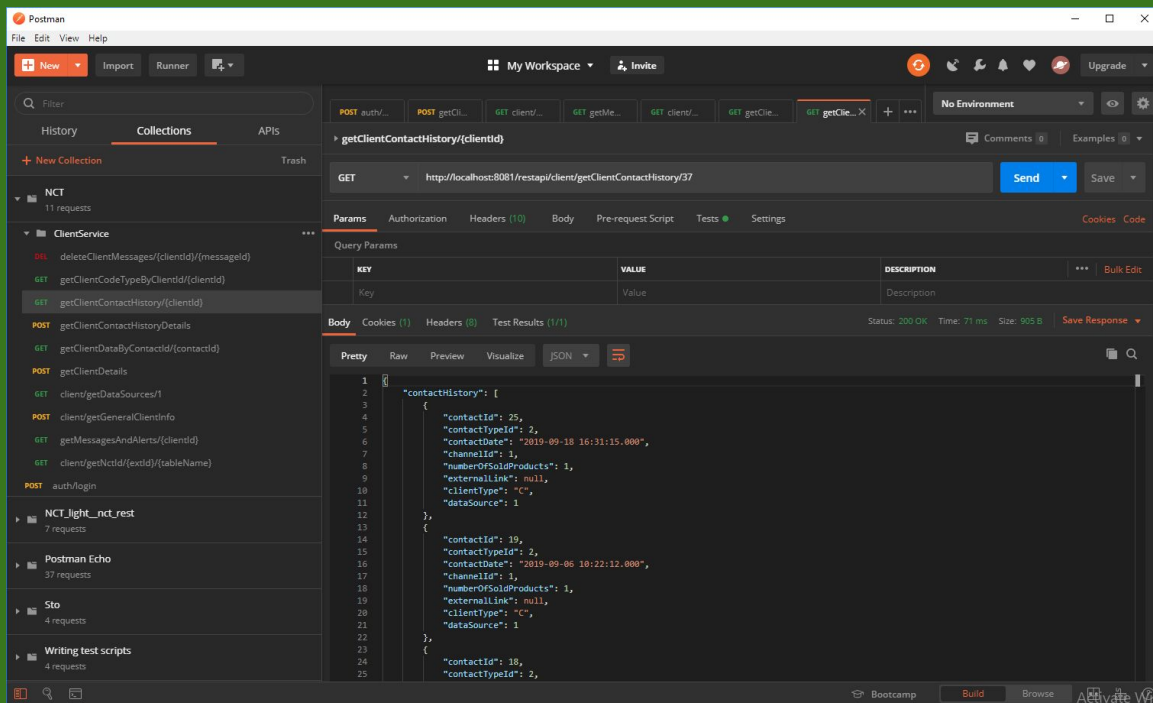 Postman
File Edit View Help
New Import Runner My Workspace Invite Upgrade
Filter
History Collections APIs
+ New Collection Trash
NCT
11 requests
ClientService
DEL deleteClientMessages/{clientId}/{messageId}
GET getClientCodeTypeByClientId/{clientId}
GET getClientContactHistory/{clientId}
POST getClientContactHistoryDetails
GET getClientDataByContactId/{contactId}
POST getClientDetails
GET client/getDataSources/1
POST client/getGeneralClientInfo
GET getMessagesAndAlerts/{clientId}
GET client/getNctId/{extId}/{tableName}
POST auth/login
NCT_light__nct_rest
7 requests
Postman Echo
37 requests
Sto
4 requests
Writing test scripts
4 requests
POST auth/... POST getCli... GET client/... GET getMe... GET client/... GET getClie... GET getClie... No Environment
getClientContactHistory/{clientId} Comments 0 Examples 0
GET http://localhost:8081/restapi/client/getClientContactHistory/37 Send Save
Params Authorization Headers (10) Body Pre-request Script Tests Settings Cookies Code
Query Params
KEY VALUE DESCRIPTION Bulk Edit
Key Value Description
Body Cookies (1) Headers (8) Test Results (1/1) Status: 200 OK Time: 71 ms Size: 905 B Save Response
Pretty Raw Preview Visualize JSON
1 {
2 "contactHistory": [
3 {
4 "contactId": 25,
5 "contactTypeId": 2,
6 "contactDate": "2019-09-18 16:31:15.000",
7 "channelId": 1,
8 "numberOfSoldProducts": 1,
9 "externalLink": null,
10 "clientType": "C",
11 "dataSource": 1
12 },
13 {
14 "contactId": 19,
15 "contactTypeId": 2,
16 "contactDate": "2019-09-06 10:22:12.000",
17 "channelId": 1,
18 "numberOfSoldProducts": 1,
19 "externalLink": null,
20 "clientType": "C",
21 "dataSource": 1
22 },
23 {
24 "contactId": 18,
25 "contactTypeId": 2,
Bootcamp Build Browse
Activate Wi